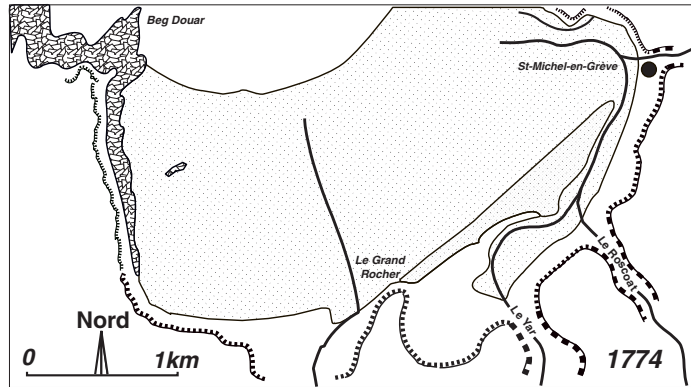 Beg Douar
St-Michel-en-Grève
Le Grand
Rocher
Le Roscoat
Le Yar
Nord
0 1km
1774